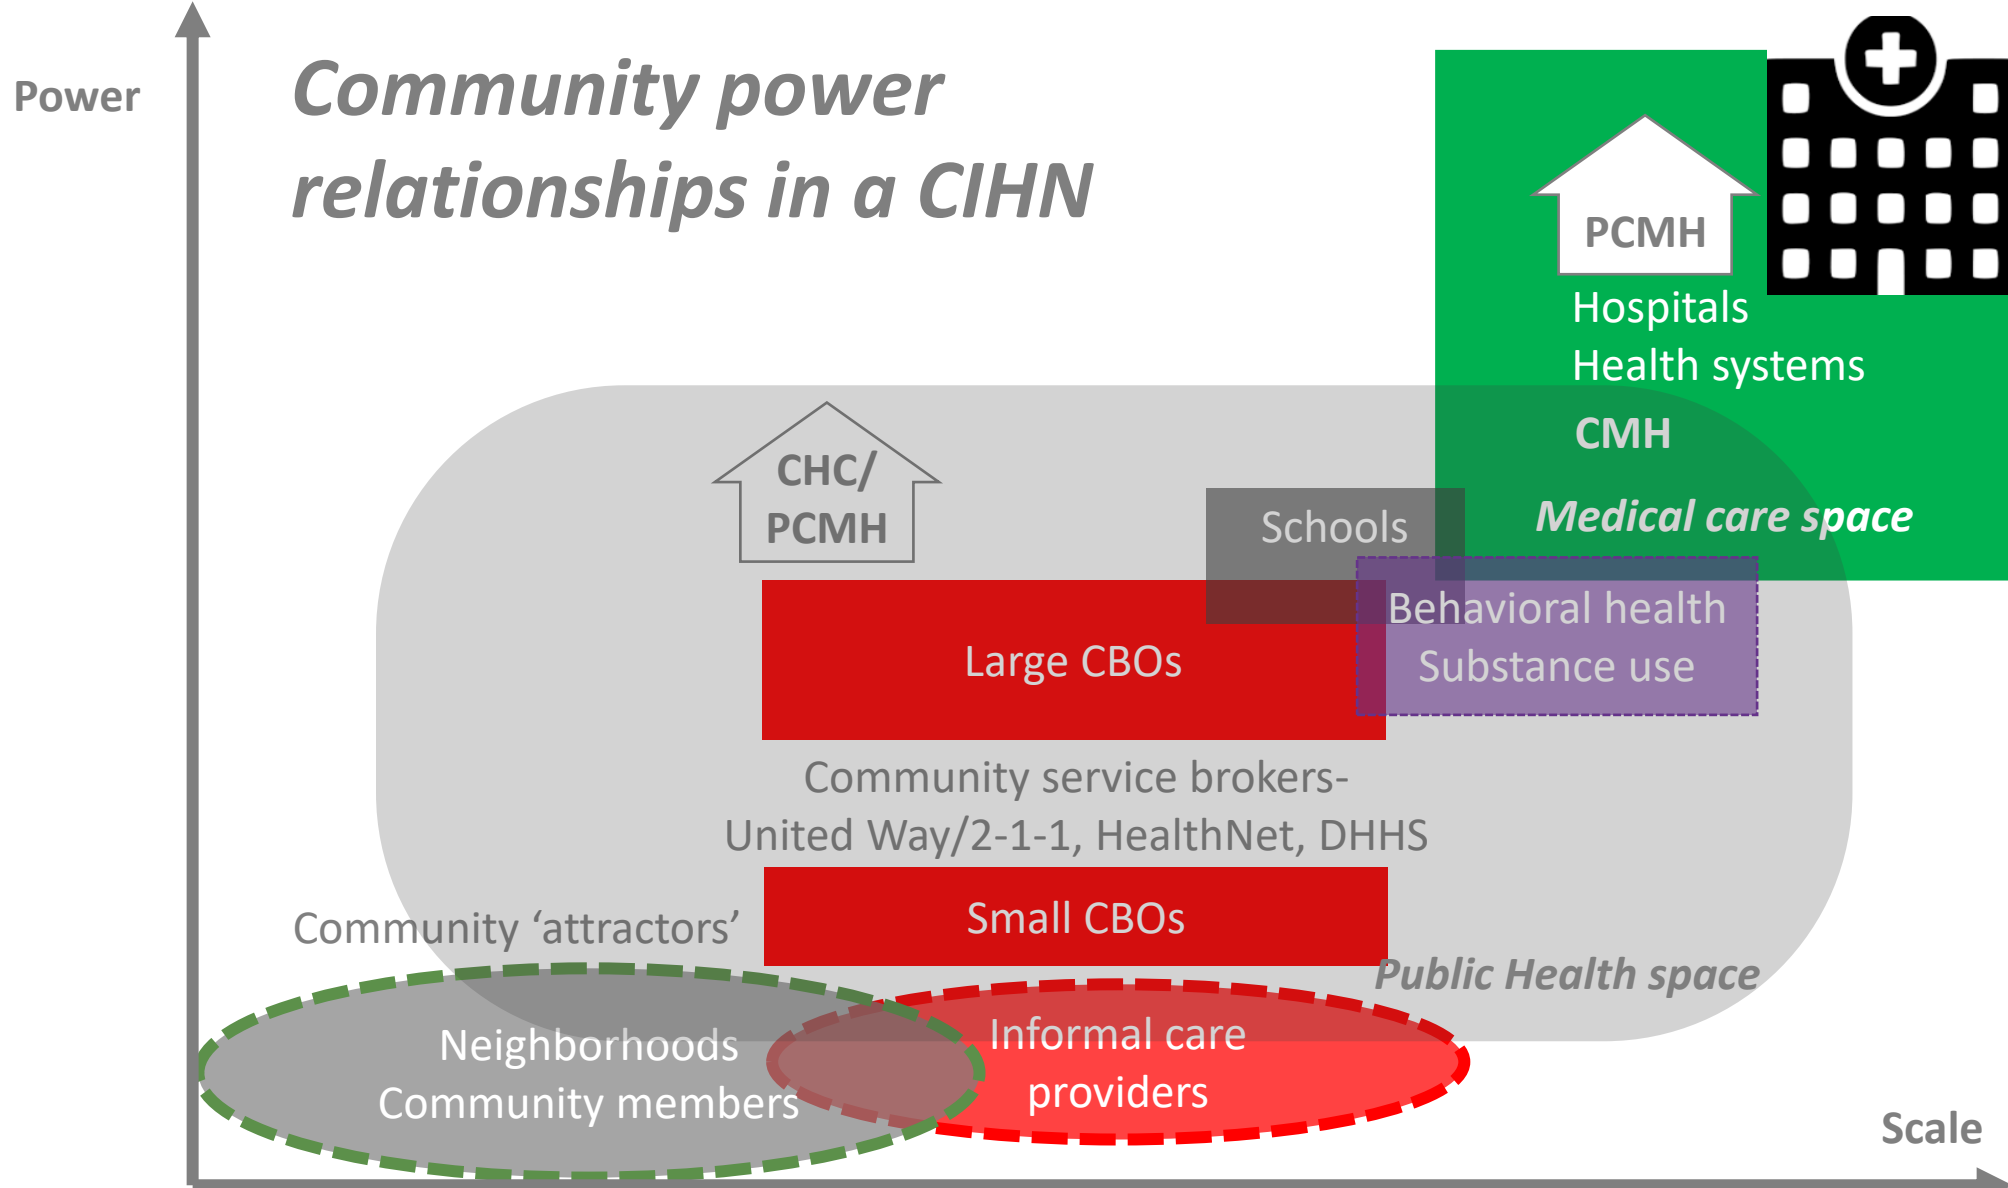 Power
Community power
relationships in a CIHN
PCMH
Hospitals
Health systems
CMH
Medical care space
CHC/
PCMH
Schools
Behavioral health
Substance use
Large CBOs
Community service brokers-
United Way/2-1-1, HealthNet, DHHS
Small CBOs
Community ‘attractors’
Public Health space
Neighborhoods
Community members
Informal care
providers
Scale